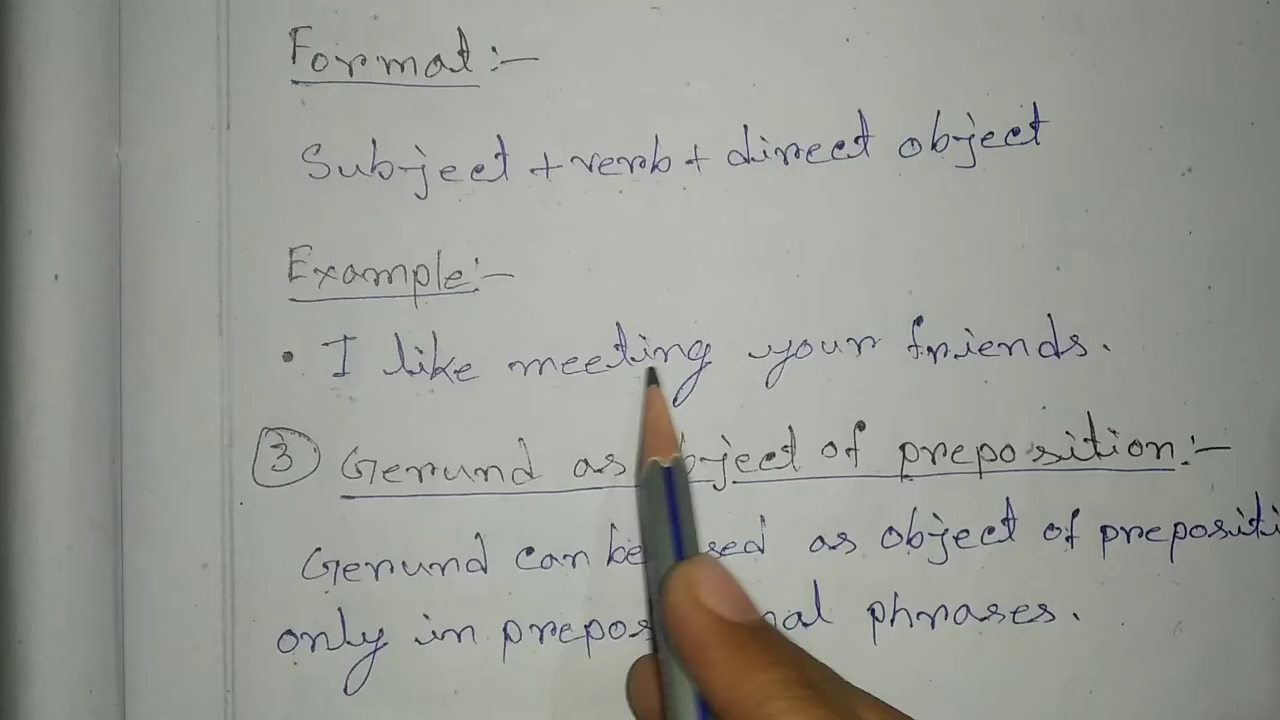 Format:-
Subject + verb + direct object
Example:-
• I like meeting your friends.
③ Gerund as object of preposition:-
Gerund can be used as object of prepositi
only in phrases.